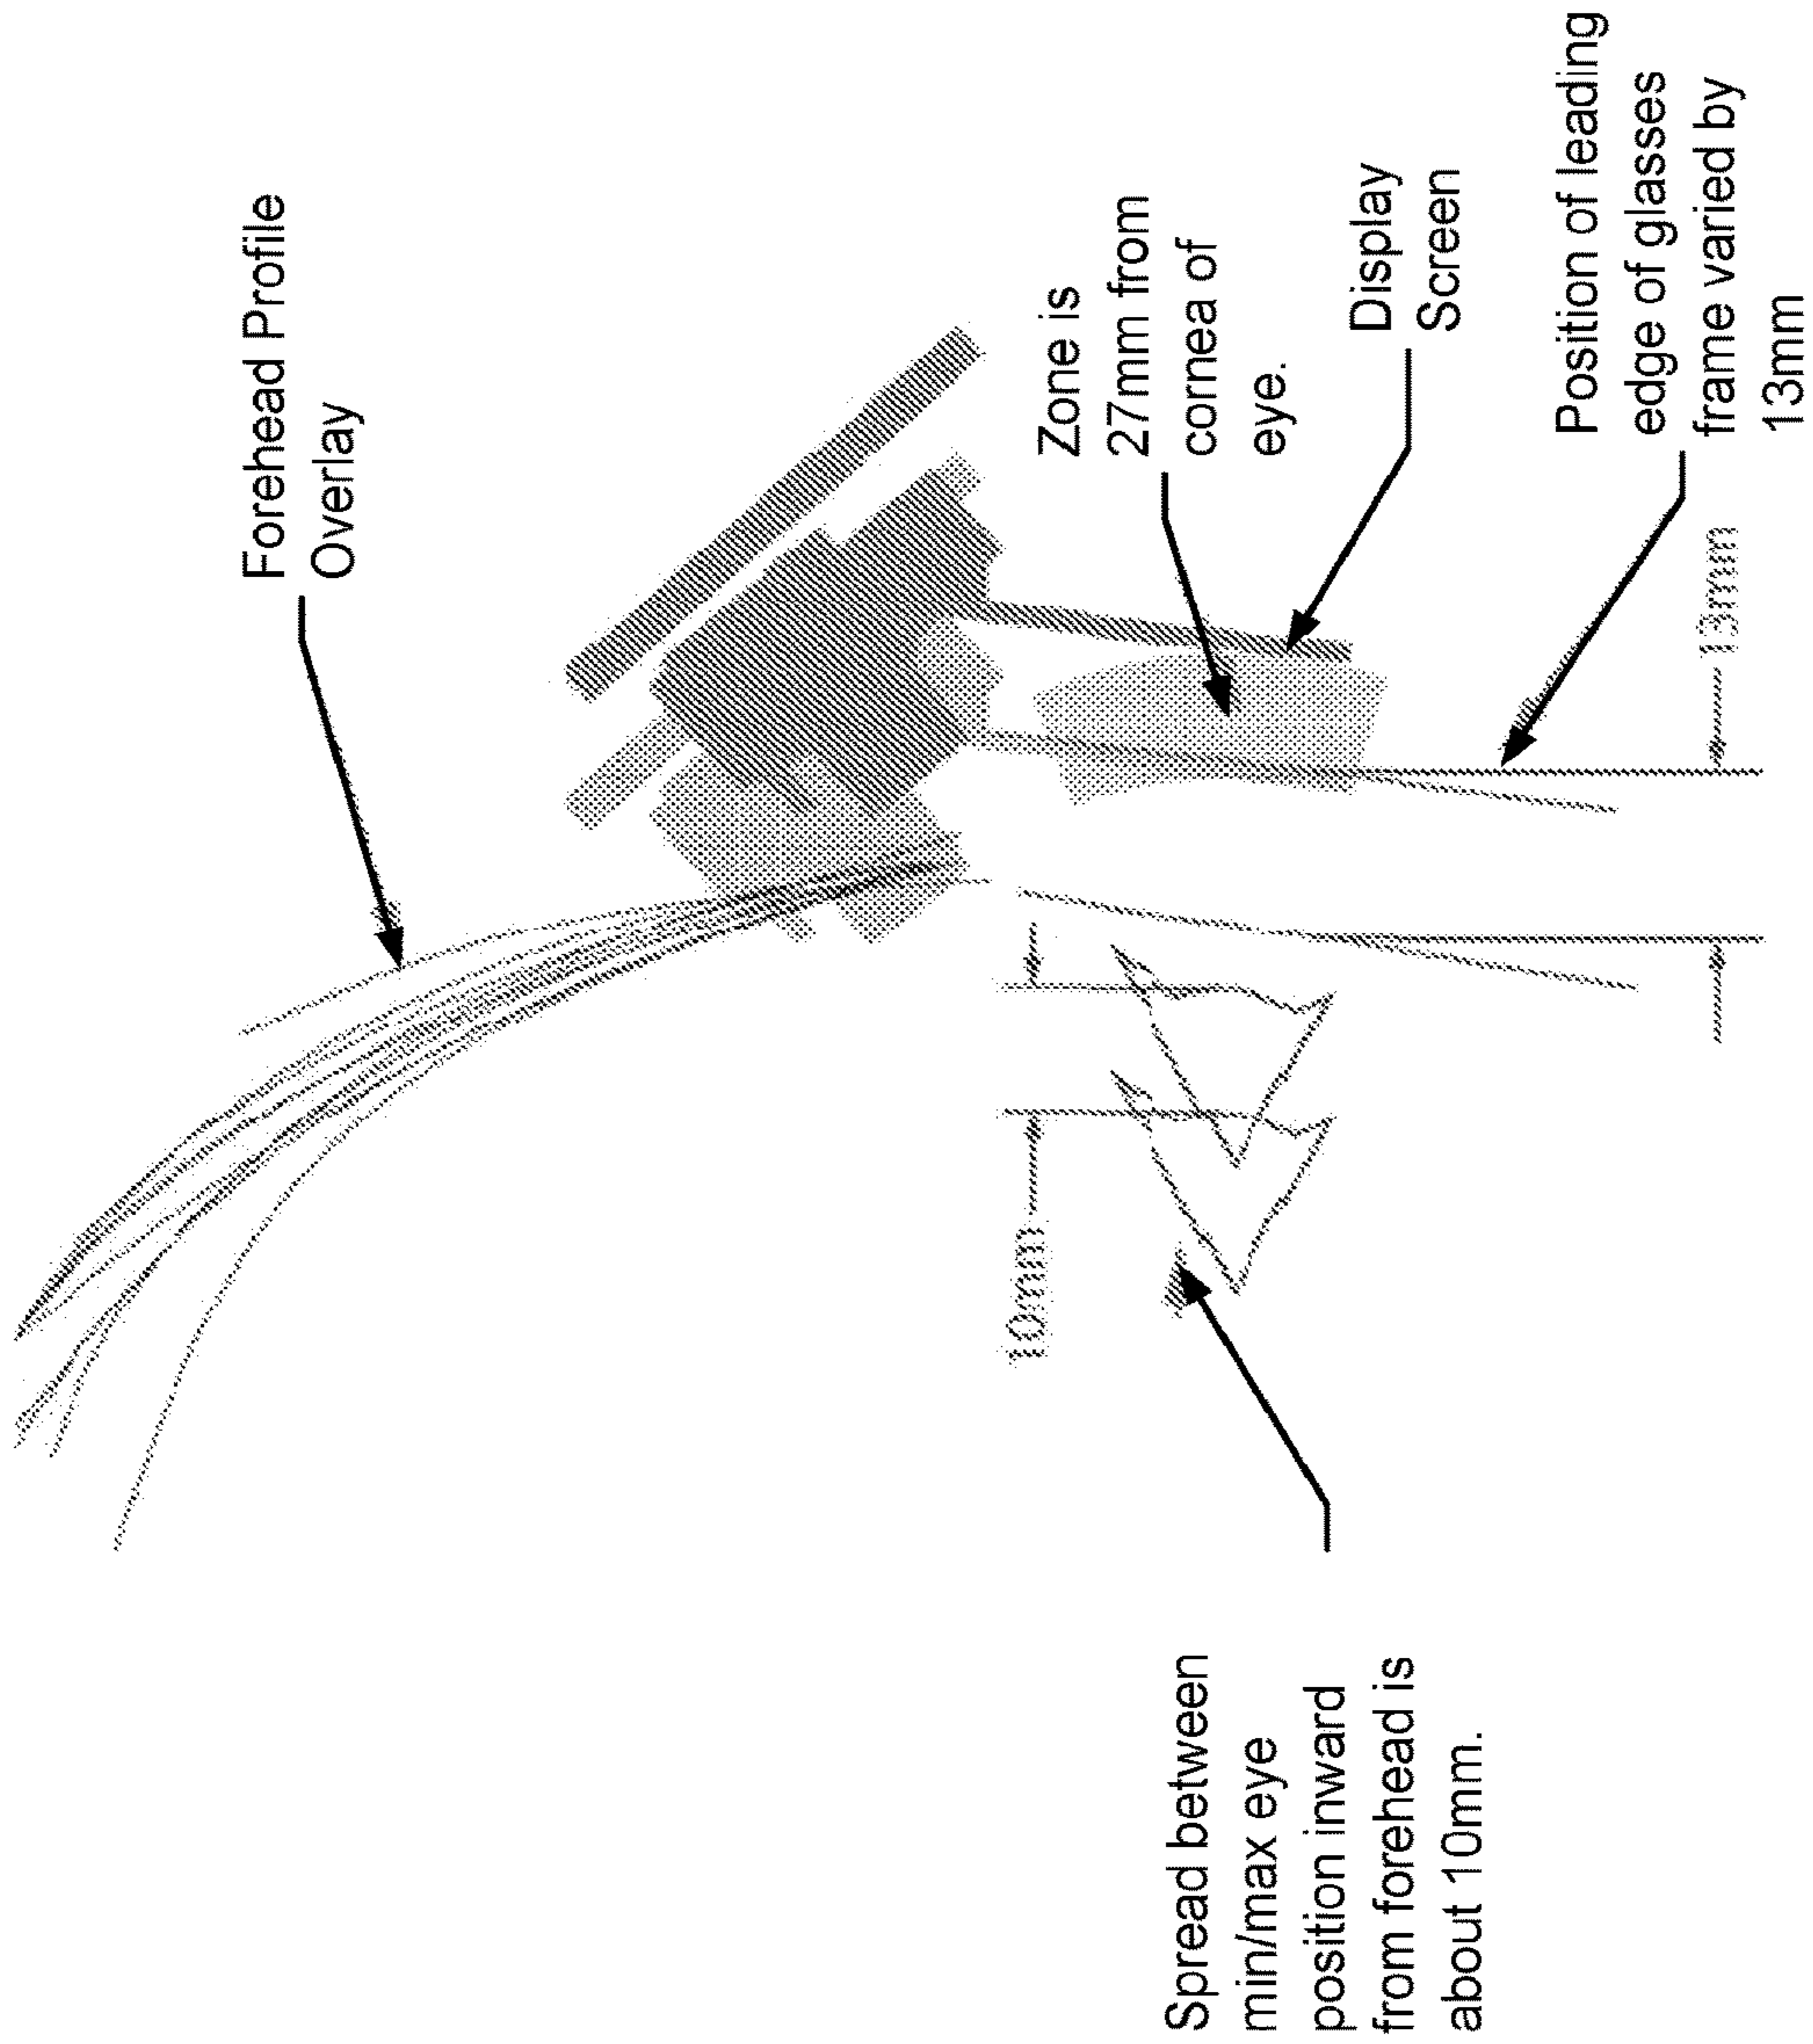 Forehead Profile
Overlay
Zone is
27mm from
cornea of
eye.
Display
Screen
Position of leading
edge of glasses
frame varied by
13mm
13mm
10mm
Spread between
min/max eye
position inward
from forehead is
about 10mm.